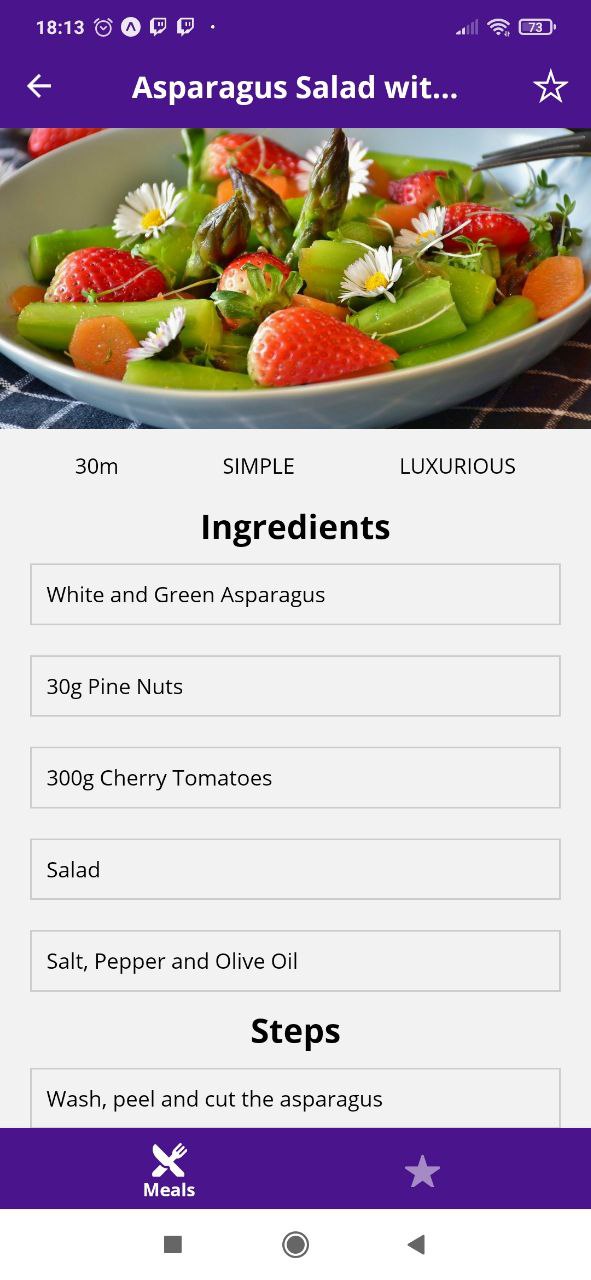 18:13
73
Asparagus Salad wit...
30m SIMPLE LUXURIOUS
Ingredients
White and Green Asparagus
30g Pine Nuts
300g Cherry Tomatoes
Salad
Salt, Pepper and Olive Oil
Steps
Wash, peel and cut the asparagus
Meals